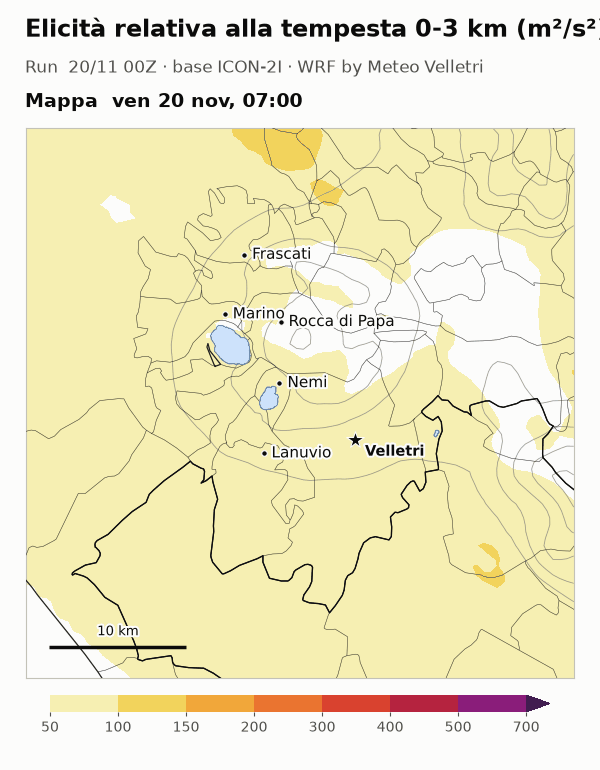 Elicità relativa alla tempesta 0-3 km (m²/s²)
Run  20/11 00Z · base ICON-2I · WRF by Meteo Velletri
Mappa  ven 20 nov, 07:00
Frascati
Marino
Rocca di Papa
Nemi
Velletri
Lanuvio
10 km
50 100 150 200 300 400 500 700